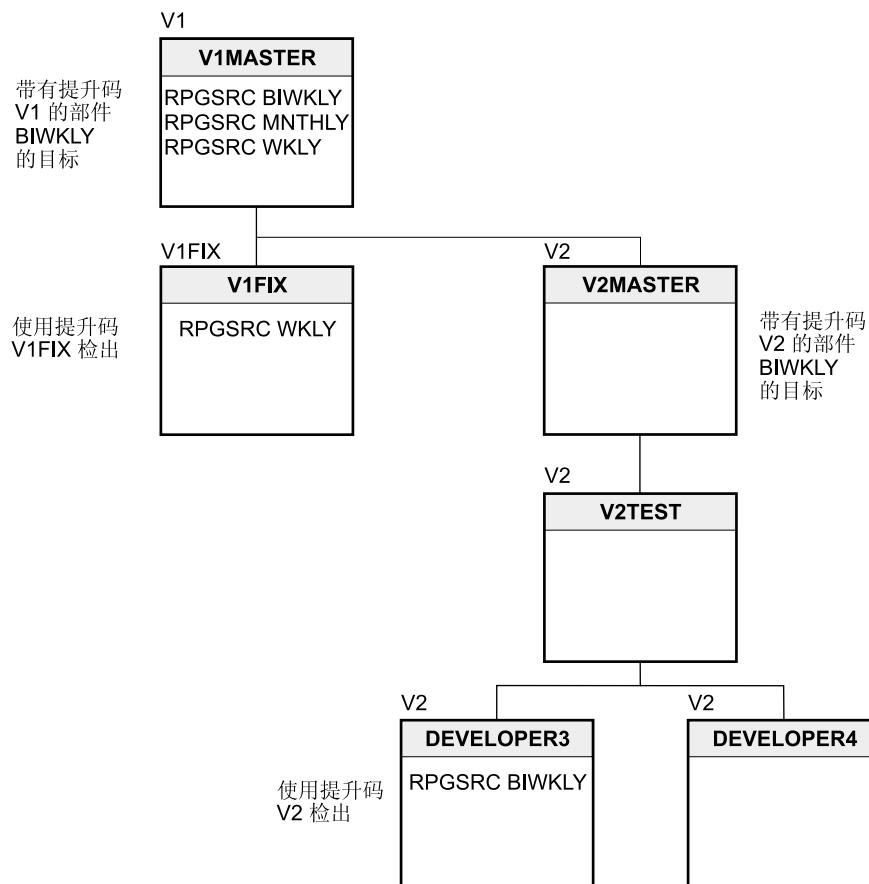 V1
V1MASTER
带有提升码
V1 的部件
BIWKLY
的目标
RPGSRC BIWKLY
RPGSRC MNTHLY
RPGSRC WKLY
V1FIX
V1FIX
使用提升码
V1FIX 检出
RPGSRC WKLY
V2
V2MASTER
带有提升码
V2 的部件
BIWKLY
的目标
V2
V2TEST
V2
DEVELOPER3
使用提升码
V2 检出
RPGSRC BIWKLY
V2
DEVELOPER4